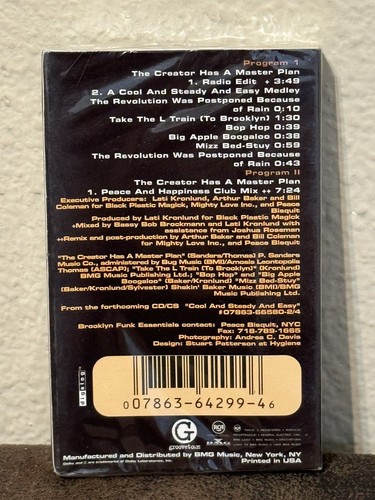 Program 1
The Creator Has A Master Plan
1. Radio Edit + 3:49
2. A Cool And Steady And Easy Medley
The Revolution Was Postponed Because
of Rain 0:10
Take The L Train (To Brooklyn) 1:30
Bop Hop 0:39
Big Apple Boogaloo 0:38
Mizz Bed-Stuy 0:59
The Revolution Was Postponed Because
of Rain 0:43
Program II
The Creator Has A Master Plan
1. Peace And Happiness Club Mix ++ 7:24
Executive Producers: Lati Kronlund, Arthur Baker and Bill
Coleman for Black Plastic Magick, Mighty Love Inc., and Peace
Bisquit
Produced by Lati Kronlund for Black Plastic Magick
+Mixed by Bassy Bob Brockmann and Lati Kronlund with
assistance from Joshua Rossman
++Remix and post-production by Arthur Baker and Bill Coleman
for Mighty Love Inc., and Peace Bisquit
"The Creator Has A Master Plan" (Sanders/Thomas) P. Sanders
Music Co., administered by Bug Music (BMI)/Amosis Leontopolis
Thomas (ASCAP); "Take The L Train (To Brooklyn)" (Kronlund)
BMG Music Publishing Ltd.; "Bop Hop" and "Big Apple
Boogaloo" (Baker/Kronlund) "Mizz Bed-Stuy"
(Baker/Kronlund/Sylvester) Shakin' Baker Music (BMI)/BMG
Music Publishing Ltd.
From the forthcoming CD/CS "Cool And Steady And Easy"
#07863-66580-2/4
Brooklyn Funk Essentials contact: Peace Bisquit, NYC
Fax: 718-789-1565
Photography: Andrea C. Davis
Design: Stuart Patterson at Hygiene
digalog
0 07863-64299-4 6
G
groovetown
RCA
BMG
Manufactured and Distributed by BMG Music, New York, NY
Printed in USA